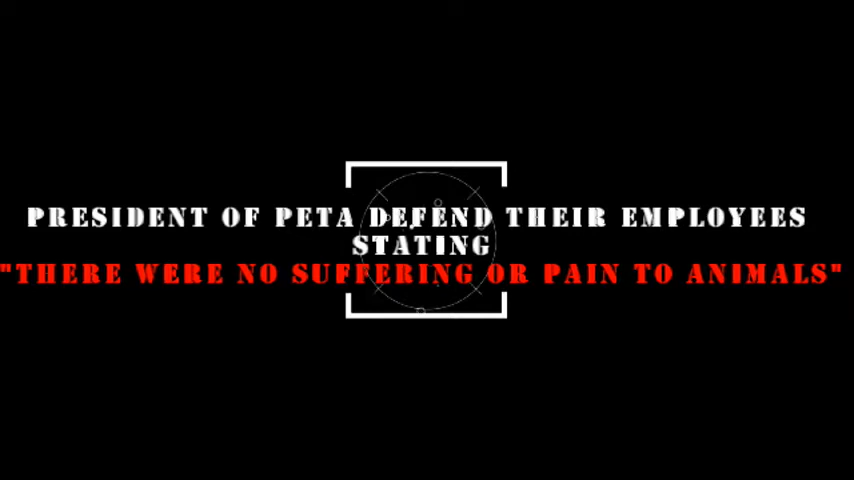 PRESIDENT OF PETA DEFEND THEIR EMPLOYEES
STATING
"THERE WERE NO SUFFERING OR PAIN TO ANIMALS"